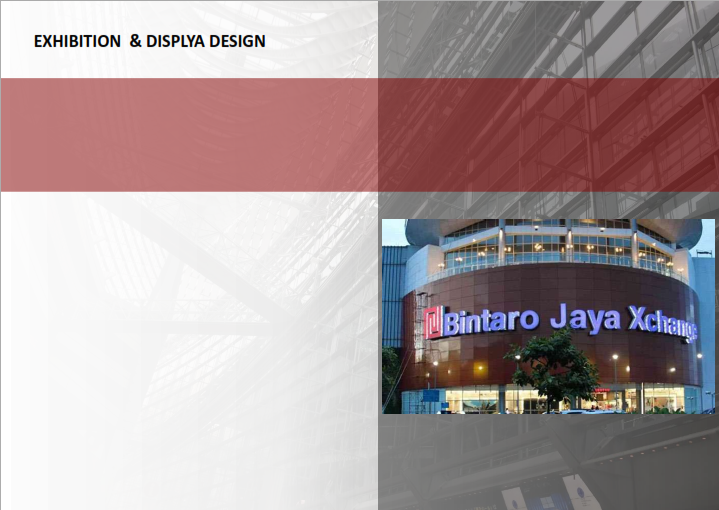 EXHIBITION & DISPLYA DESIGN
Bintaro Jaya Xchange